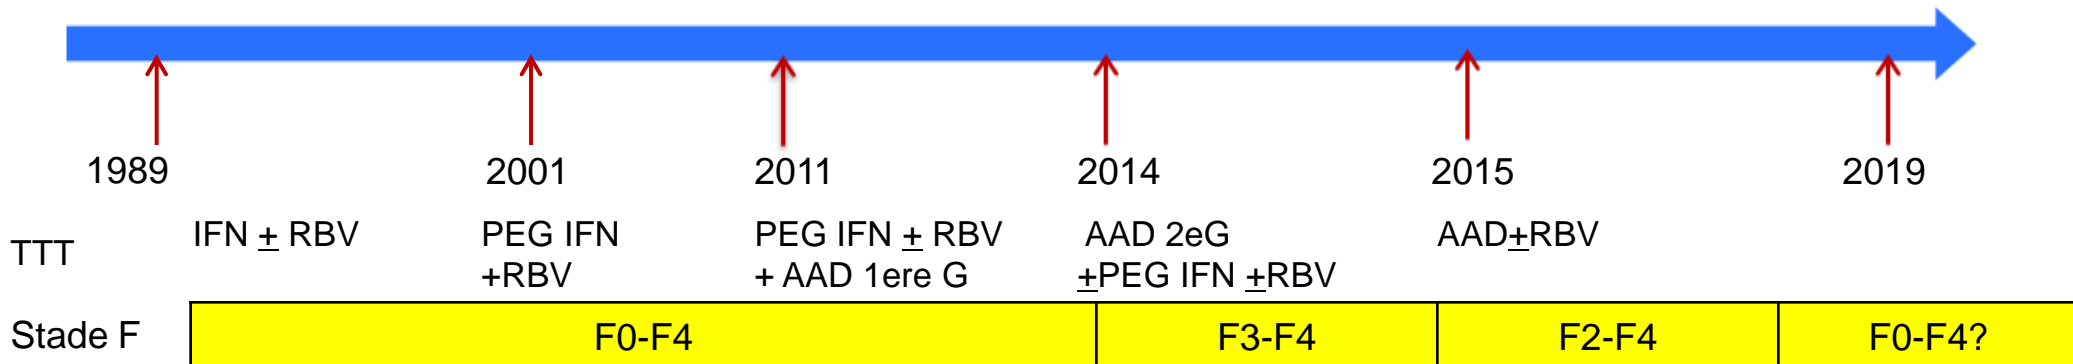 1989 2001 2011 2014 2015 2019
TTT
IFN + RBV
PEG IFN
+RBV
PEG IFN + RBV
+ AAD 1ere G
AAD 2eG
+PEG IFN +RBV
AAD+RBV
Stade F F0-F4 F3-F4 F2-F4 F0-F4?